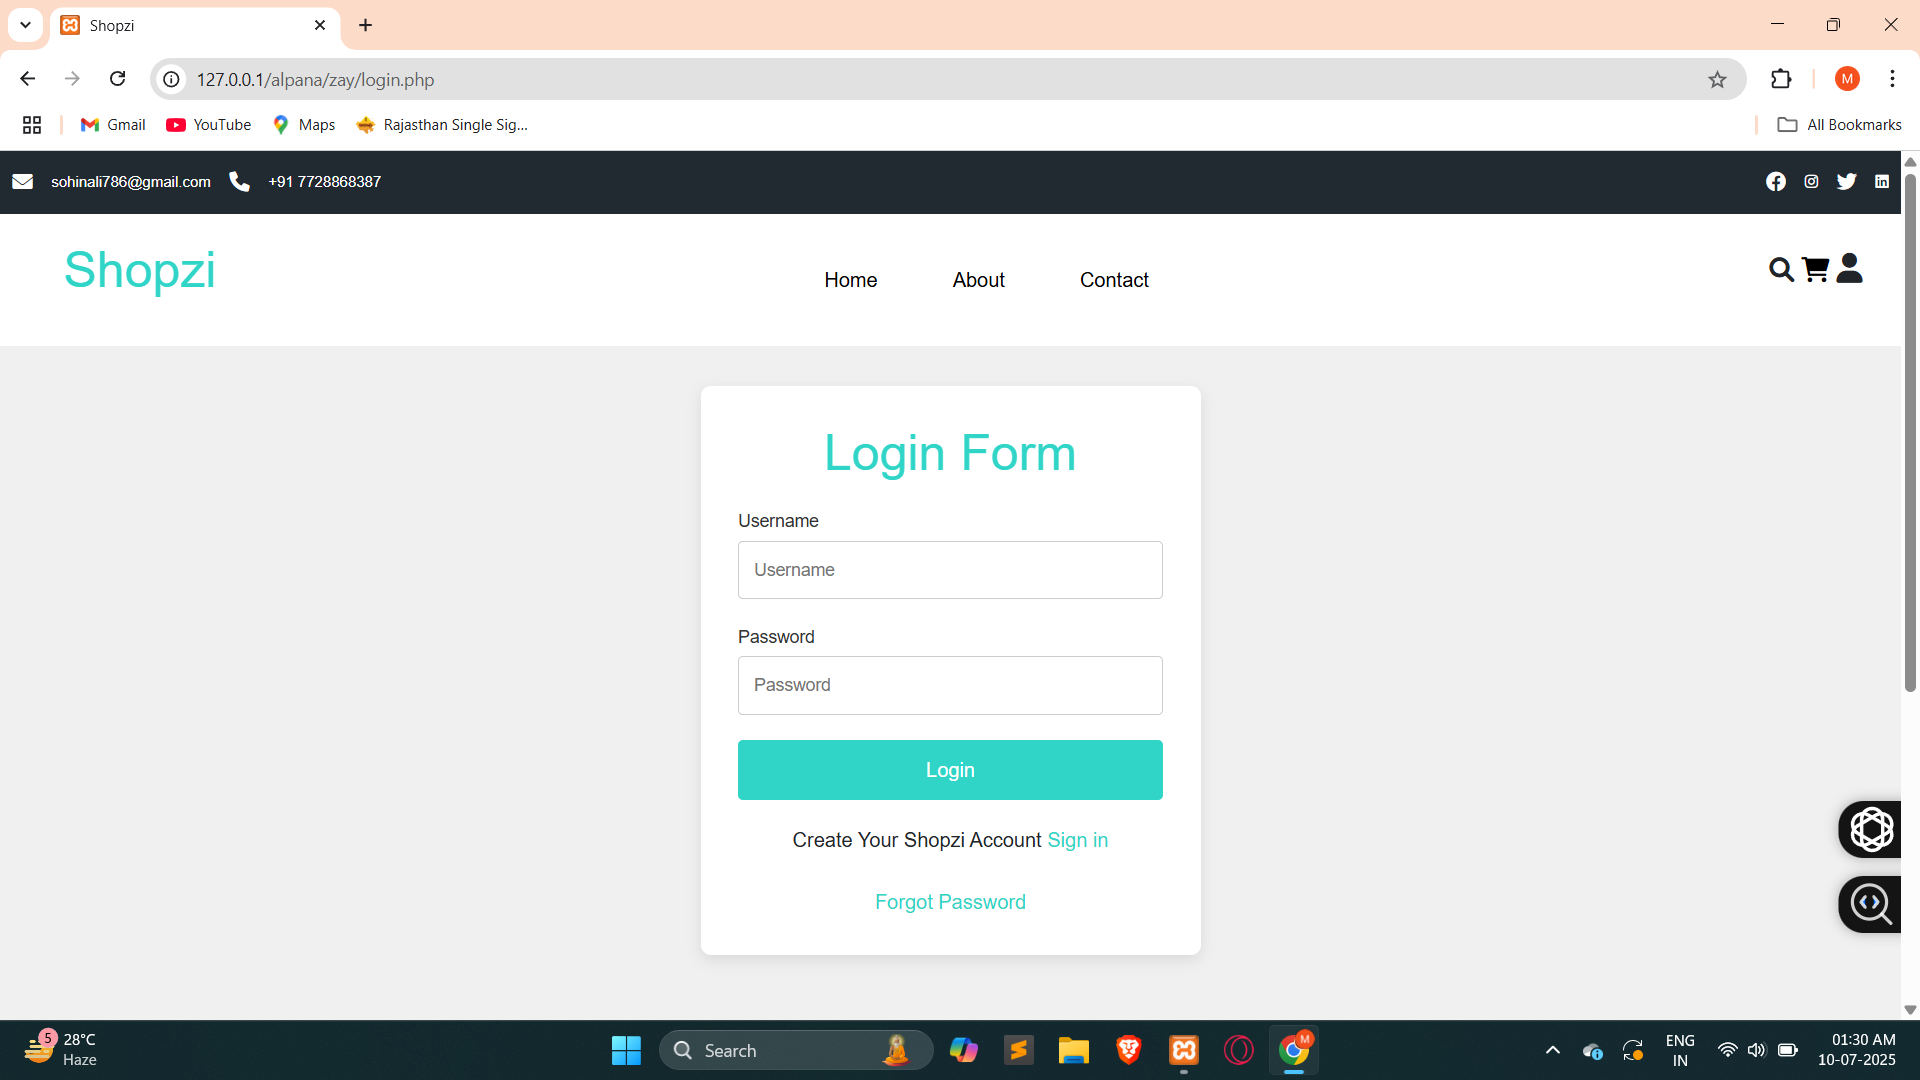 Shopzi
127.0.0.1/alpana/zay/login.php
M
Gmail
YouTube
Maps
Rajasthan Single Sig...
All Bookmarks
sohinali786@gmail.com
+91 7728868387
Shopzi
Home
About
Contact
Login Form
Username
Username
Password
Password
Login
Create Your Shopzi Account Sign in
Forgot Password
5
28°C
Haze
Search
M
ENG
IN
01:30 AM
10-07-2025